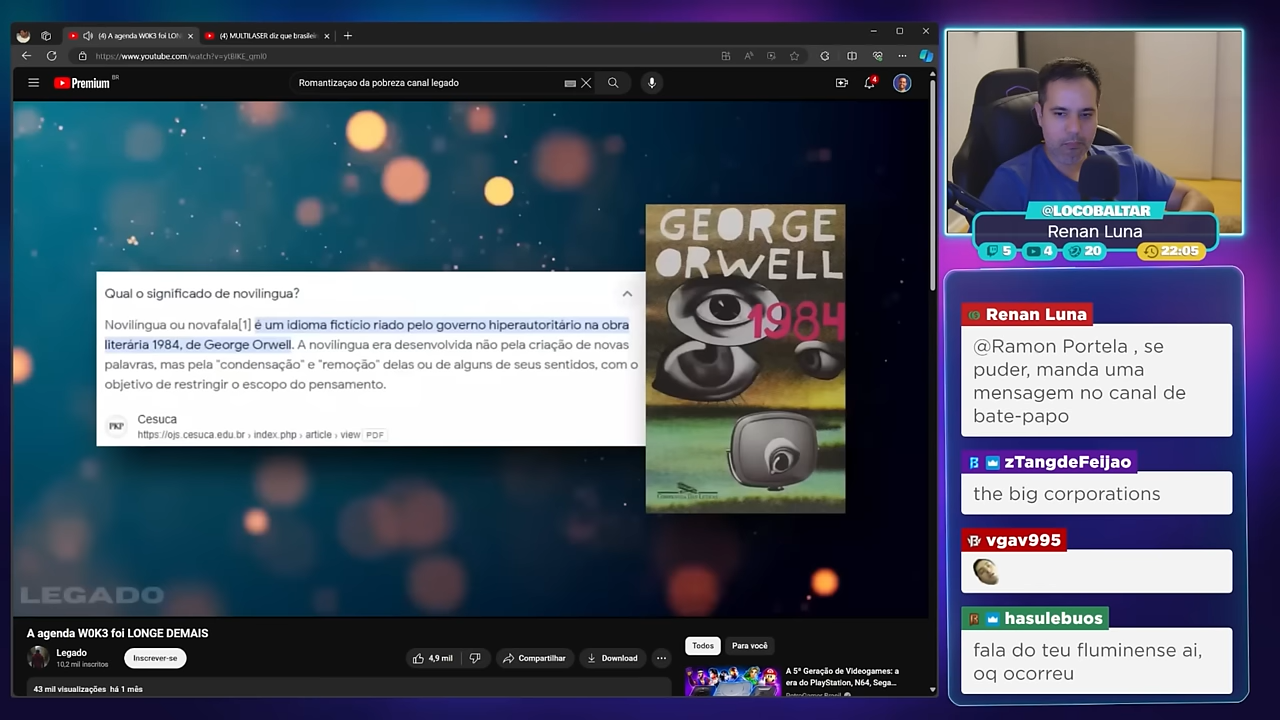 (4) A agenda W0K3 foi LONG
(4) MULTILASER diz que brasilei
https://www.youtube.com/watch?v=ytBIKE_qmI0
Premium
BR
Romantizaçao da pobreza canal legado
4
GEORGE
ORWELL
1984
Qual o significado de novilíngua?
Novilíngua ou novafala[1] é um idioma fictício riado pelo governo hiperautoritário na obra
literária 1984, de George Orwell. A novilíngua era desenvolvida não pela criação de novas
palavras, mas pela "condensação" e "remoção" delas ou de alguns de seus sentidos, com o
objetivo de restringir o escopo do pensamento.
PKP
Cesuca
https://ojs.cesuca.edu.br › index.php › article › view PDF
LEGADO
A agenda W0K3 foi LONGE DEMAIS
Legado
10,2 mil inscritos
Inscrever-se
4,9 mil
Compartilhar
Download
43 mil visualizações há 1 mês
Todos
Para você
A 5ª Geração de Videogames: a
era do PlayStation, N64, Sega...
RetroGames Brasil
@LOCOBALTAR
Renan Luna
5
4
20
22:05
Renan Luna
@Ramon Portela , se
puder, manda uma
mensagem no canal de
bate-papo
zTangdeFeijao
the big corporations
vgav995
hasulebuos
fala do teu fluminense ai,
oq ocorreu